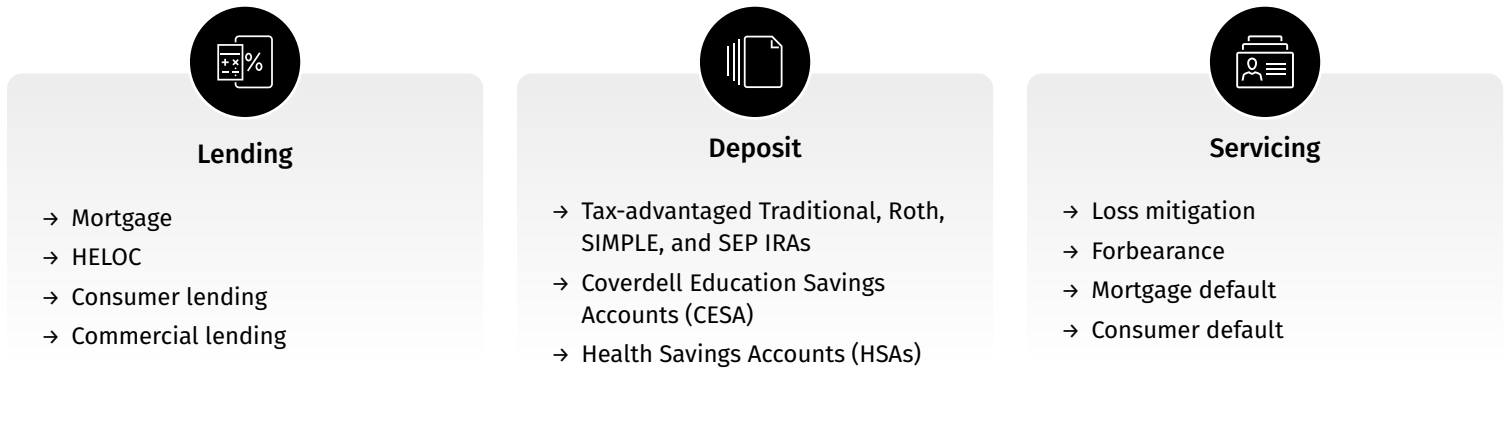 Lending
→ Mortgage
→ HELOC
→ Consumer lending
→ Commercial lending
Deposit
→ Tax-advantaged Traditional, Roth,
SIMPLE, and SEP IRAs
→ Coverdell Education Savings
Accounts (CESA)
→ Health Savings Accounts (HSAs)
Servicing
→ Loss mitigation
→ Forbearance
→ Mortgage default
→ Consumer default